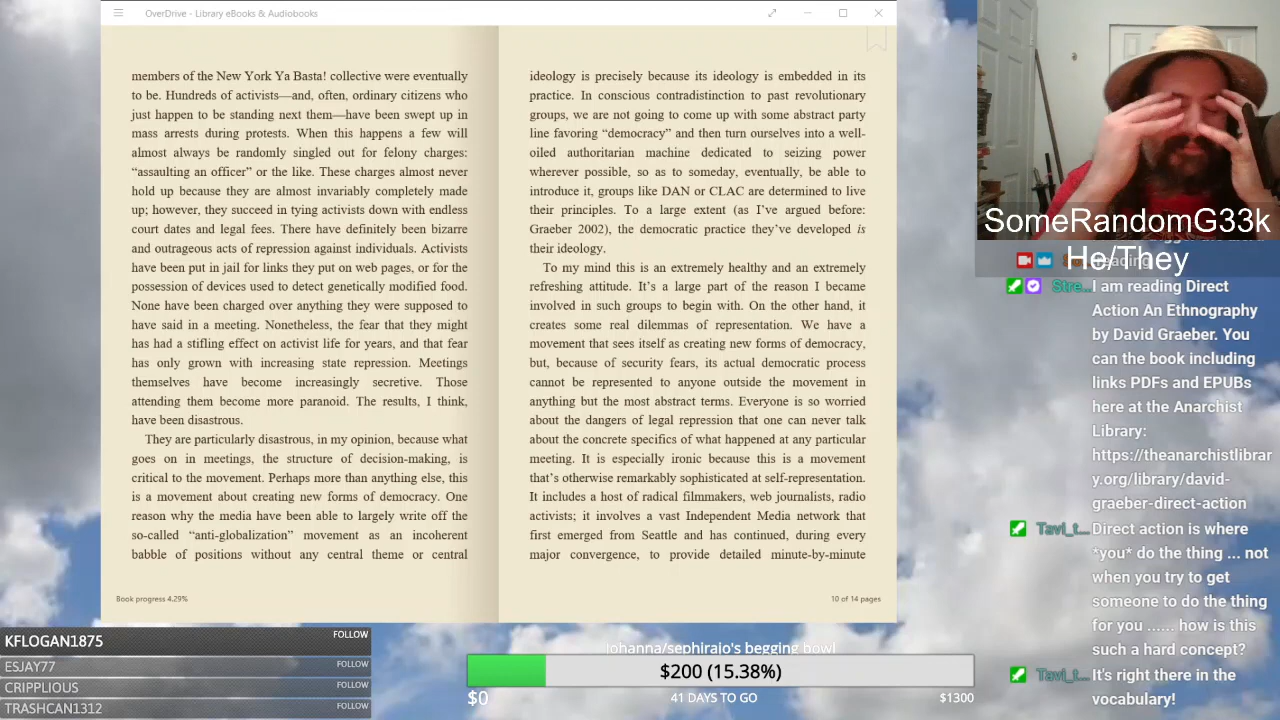 OverDrive - Library eBooks & Audiobooks
members of the New York Ya Basta! collective were eventually
to be. Hundreds of activists—and, often, ordinary citizens who
just happen to be standing next them—have been swept up in
mass arrests during protests. When this happens a few will
almost always be randomly singled out for felony charges:
“assaulting an officer” or the like. These charges almost never
hold up because they are almost invariably completely made
up; however, they succeed in tying activists down with endless
court dates and legal fees. There have definitely been bizarre
and outrageous acts of repression against individuals. Activists
have been put in jail for links they put on web pages, or for the
possession of devices used to detect genetically modified food.
None have been charged over anything they were supposed to
have said in a meeting. Nonetheless, the fear that they might
has had a stifling effect on activist life for years, and that fear
has only grown with increasing state repression. Meetings
themselves have become increasingly secretive. Those
attending them become more paranoid. The results, I think,
have been disastrous.
They are particularly disastrous, in my opinion, because what
goes on in meetings, the structure of decision-making, is
critical to the movement. Perhaps more than anything else, this
is a movement about creating new forms of democracy. One
reason why the media have been able to largely write off the
so-called “anti-globalization” movement as an incoherent
babble of positions without any central theme or central
Book progress 4.29%
ideology is precisely because its ideology is embedded in its
practice. In conscious contradistinction to past revolutionary
groups, we are not going to come up with some abstract party
line favoring “democracy” and then turn ourselves into a well-
oiled authoritarian machine dedicated to seizing power
wherever possible, so as to someday, eventually, be able to
introduce it, groups like DAN or CLAC are determined to live
their principles. To a large extent (as I’ve argued before:
Graeber 2002), the democratic practice they’ve developed is
their ideology.
To my mind this is an extremely healthy and an extremely
refreshing attitude. It’s a large part of the reason I became
involved in such groups to begin with. On the other hand, it
creates some real dilemmas of representation. We have a
movement that sees itself as creating new forms of democracy,
but, because of security fears, its actual democratic process
cannot be represented to anyone outside the movement in
anything but the most abstract terms. Everyone is so worried
about the dangers of legal repression that one can never talk
about the concrete specifics of what happened at any particular
meeting. It is especially ironic because this is a movement
that’s otherwise remarkably sophisticated at self-representation.
It includes a host of radical filmmakers, web journalists, radio
activists; it involves a vast Independent Media network that
first emerged from Seattle and has continued, during every
major convergence, to provide detailed minute-by-minute
10 of 14 pages
SomeRandomG33k
He/They
reading
Stre... I am reading Direct
Action An Ethnography
by David Graeber. You
can the book including
links PDFs and EPUBs
here at the Anarchist
Library:
https://theanarchistlibrar
y.org/library/david-
graeber-direct-action
Tavi_t... Direct action is where
*you* do the thing ... not
when you try to get
someone to do the thing
for you ...... how is this
such a hard concept?
Tavi_t... It's right there in the
vocabulary!
KFLOGAN1875 FOLLOW
ESJAY77 FOLLOW
CRIPPLIOUS FOLLOW
TRASHCAN1312 FOLLOW
Johanna/sephiraio's begging bowl
$200 (15.38%)
$0 41 DAYS TO GO $1300